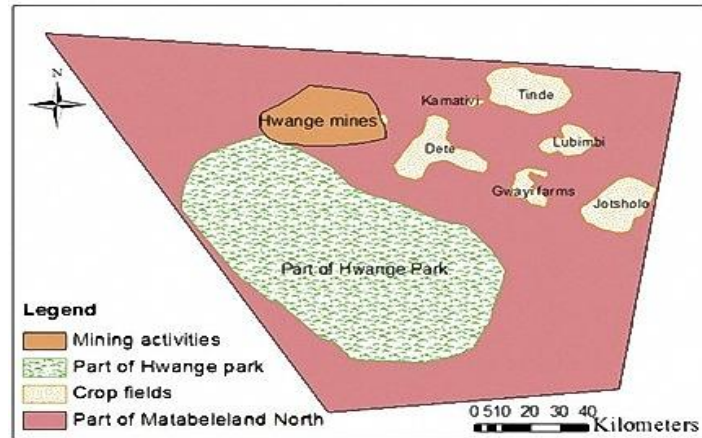 N
Tinde
Kamativi
Hwange mines
Dete
Lubimbi
Gwayi farms
Jotsholo
Part of Hwange Park
Legend
Mining activities
Part of Hwange park
Crop fields
Part of Matabeleland North
0 5 10 20 30 40
Kilometers